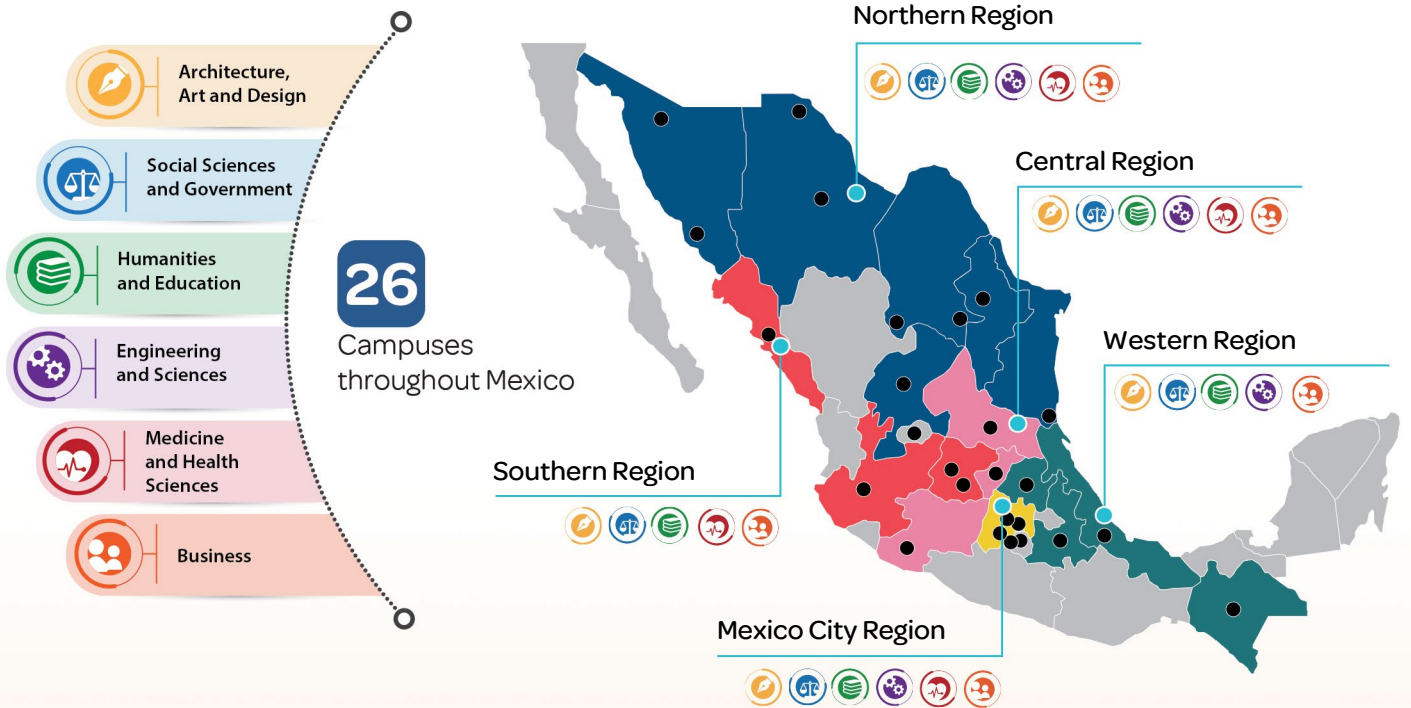 Architecture,
Art and Design
Social Sciences
and Government
Humanities
and Education
Engineering
and Sciences
Medicine
and Health
Sciences
Business
26
Campuses
throughout Mexico
Northern Region
Central Region
Western Region
Southern Region
Mexico City Region